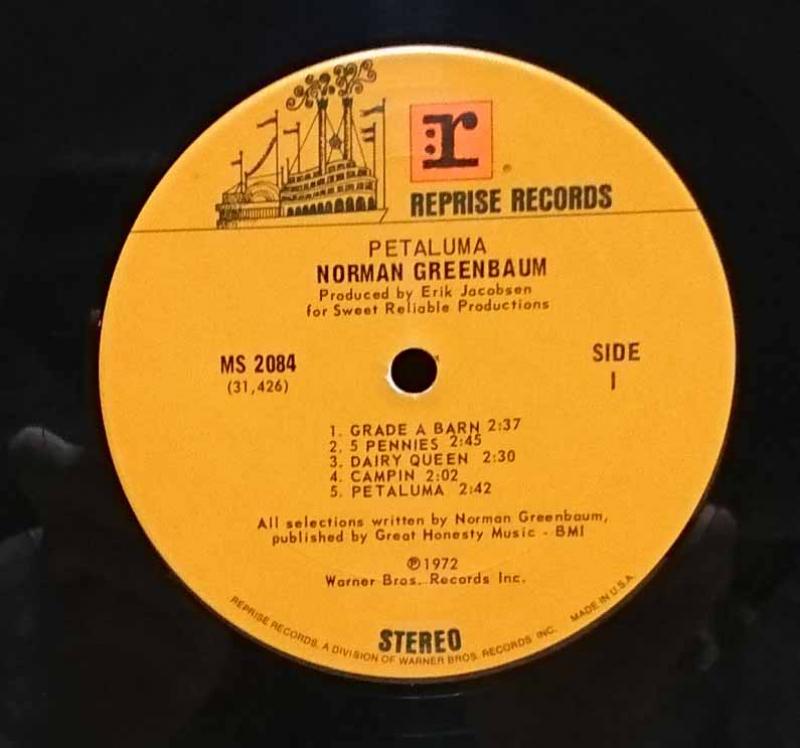 :r
REPRISE RECORDS
PETALUMA
NORMAN GREENBAUM
Produced by Erik Jacobsen
for Sweet Reliable Productions
MS 2084
(31,426)
SIDE
1
1. GRADE A BARN 2:37
2. 5 PENNIES 2:45
3. DAIRY QUEEN 2:30
4. CAMPIN 2:02
5. PETALUMA 2:42
All selections written by Norman Greenbaum,
published by Great Honesty Music - BMI
℗1972
Warner Bros. Records Inc.
STEREO
REPRISE RECORDS, A DIVISION OF WARNER BROS. RECORDS INC. MADE IN U.S.A.